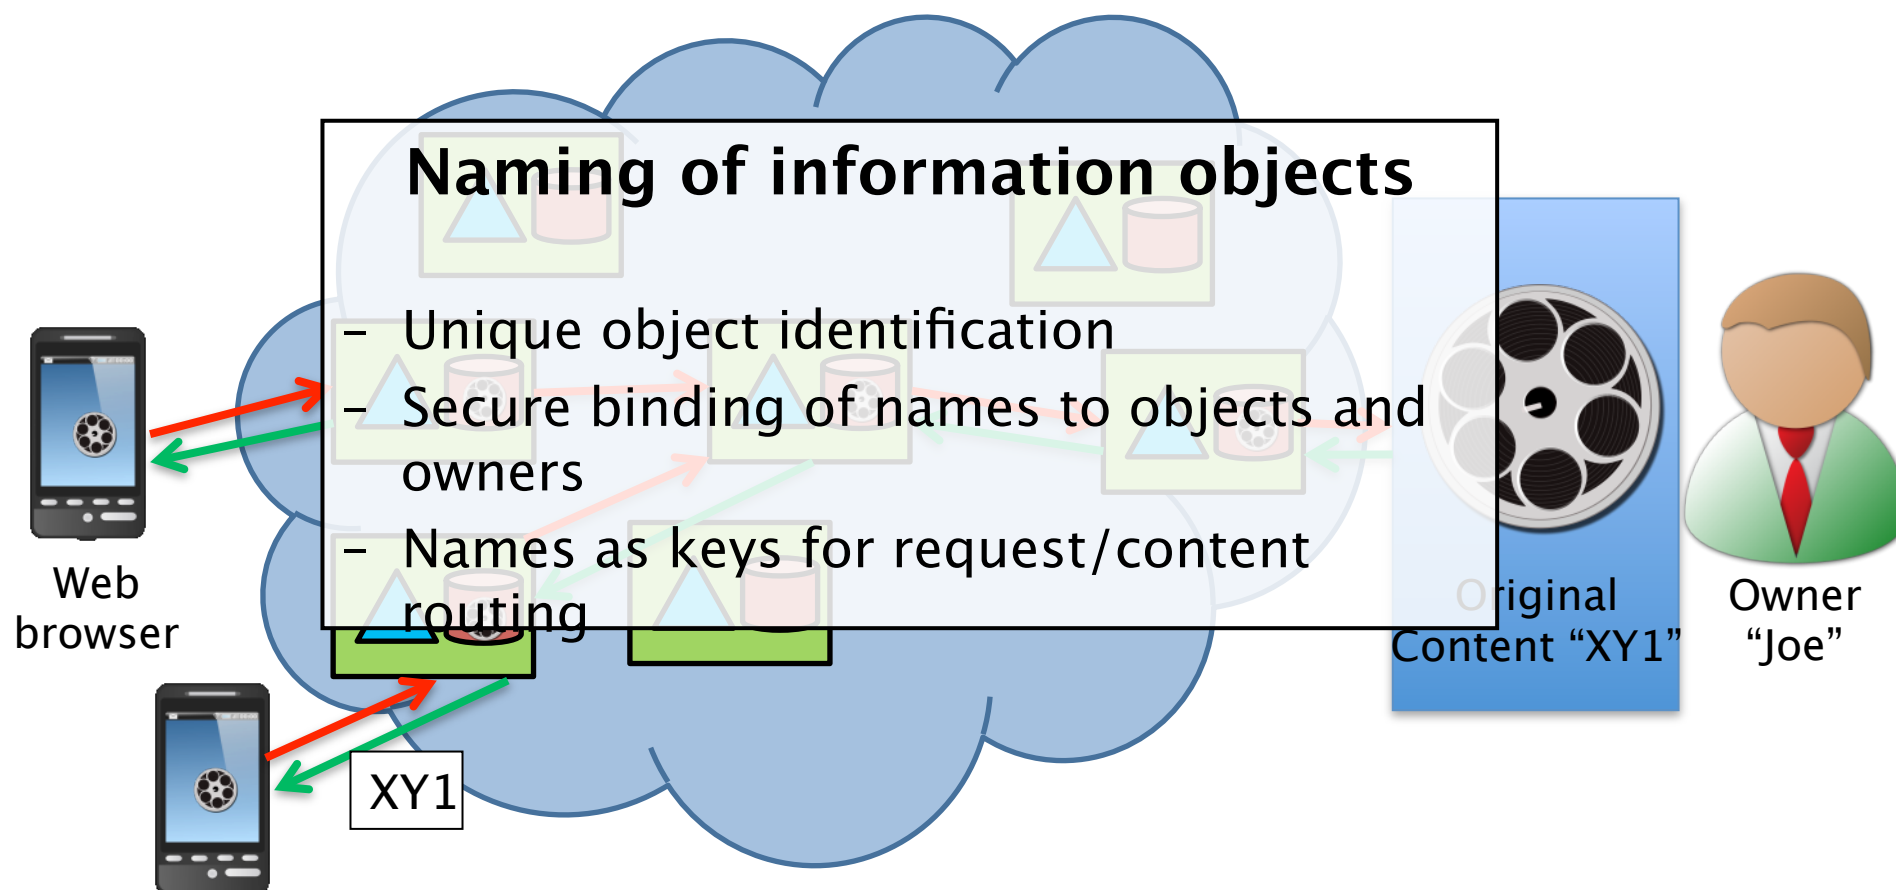 Naming of information objects
– Unique object identification
– Secure binding of names to objects and
owners
– Names as keys for request/content
routing
Web
browser
Original
Content “XY1”
Owner
“Joe”
XY1